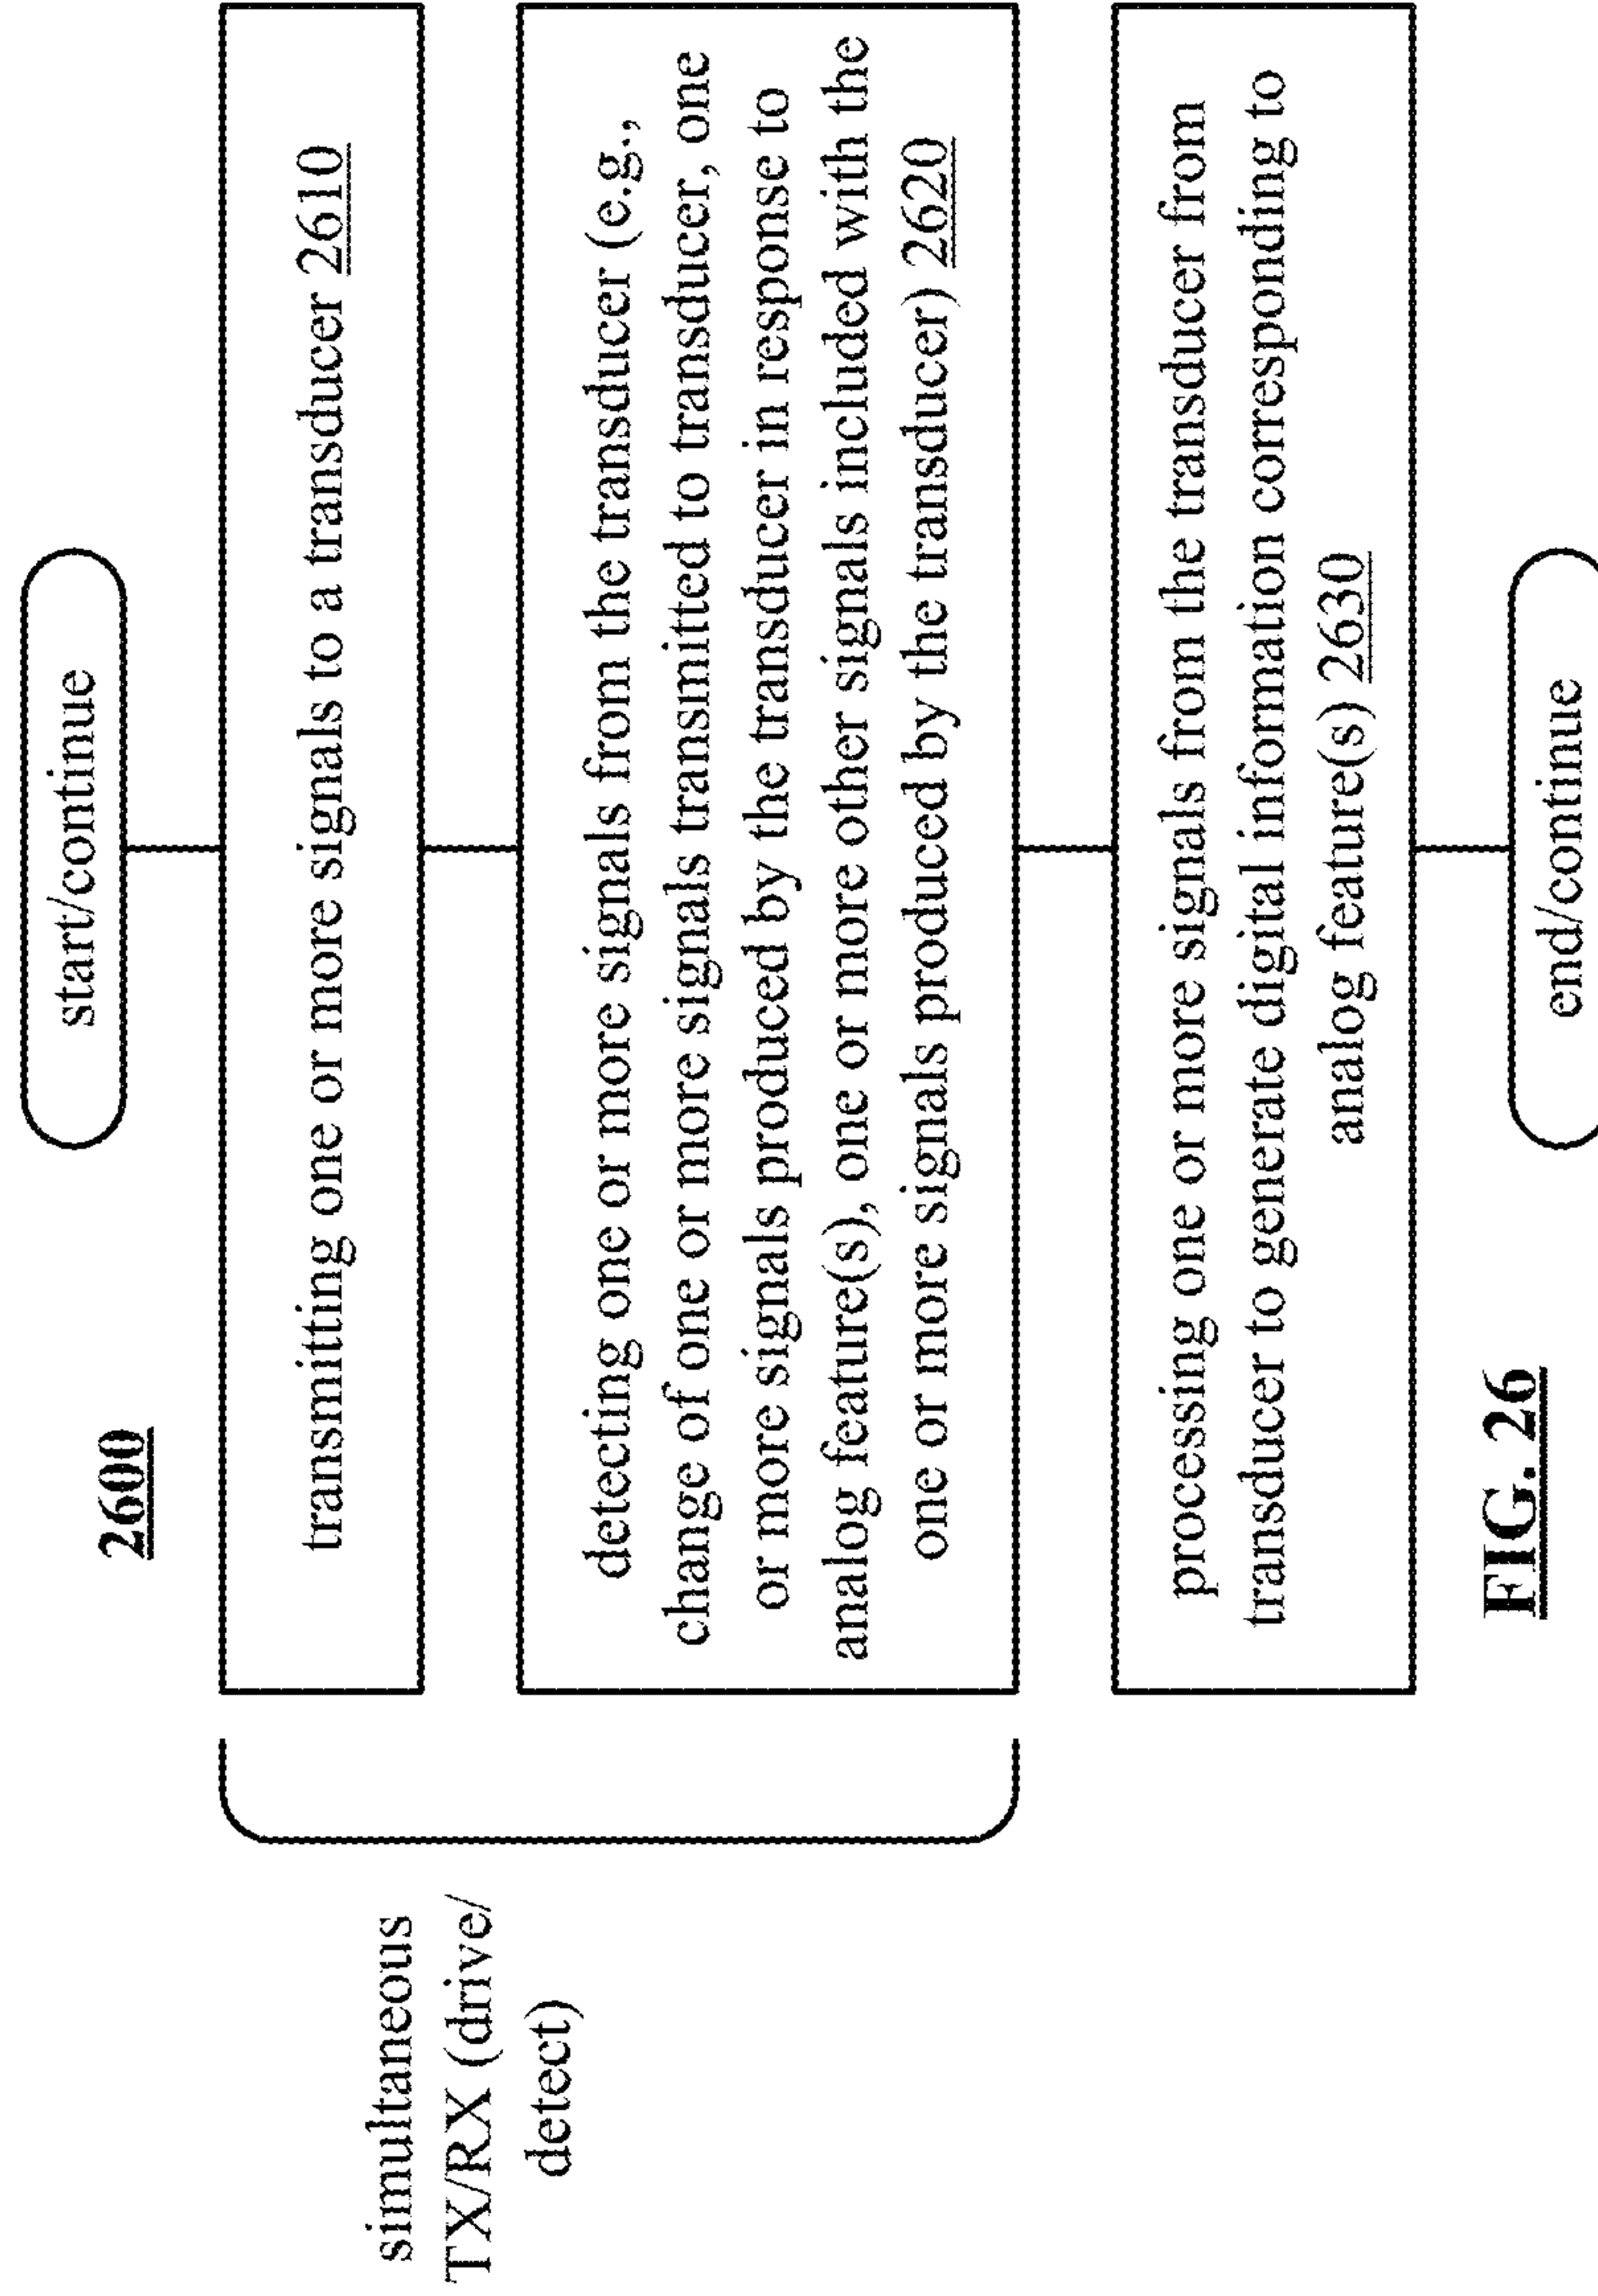 2600
start/continue
transmitting one or more signals to a transducer 2610
simultaneous
TX/RX (drive/
detect)
detecting one or more signals from the transducer (e.g.,
change of one or more signals transmitted to transducer, one
or more signals produced by the transducer in response to
analog feature(s), one or more other signals included with the
one or more signals produced by the transducer) 2620
processing one or more signals from the transducer from
transducer to generate digital information corresponding to
analog feature(s) 2630
end/continue
FIG. 26